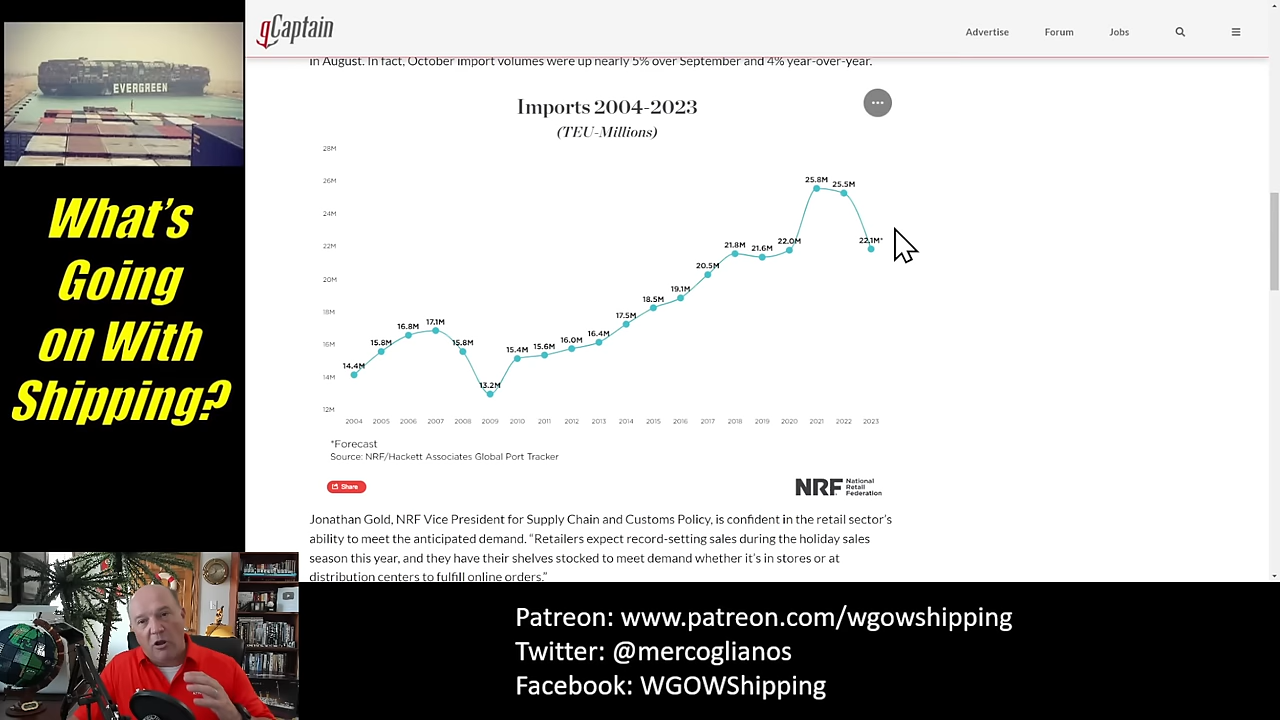 EVERGREEN
What's
Going
on With
Shipping?
gCaptain
Advertise
Forum
Jobs
in August. In fact, October import volumes were up nearly 5% over September and 4% year-over-year.
Imports 2004-2023
(TEU-Millions)
28M
26M
24M
22M
20M
18M
16M
14M
12M
14.4M
15.8M
16.8M
17.1M
15.8M
13.2M
15.4M
15.6M
16.0M
16.4M
17.5M
18.5M
19.1M
20.5M
21.8M
21.6M
22.0M
25.8M
25.5M
22.1M*
2004 2005 2006 2007 2008 2009 2010 2011 2012 2013 2014 2015 2016 2017 2018 2019 2020 2021 2022 2023
*Forecast
Source: NRF/Hackett Associates Global Port Tracker
Share
NRF National
Retail
Federation
Jonathan Gold, NRF Vice President for Supply Chain and Customs Policy, is confident in the retail sector's
ability to meet the anticipated demand. “Retailers expect record-setting sales during the holiday sales
season this year, and they have their shelves stocked to meet demand whether it's in stores or at
distribution centers to fulfill online orders.”
Patreon: www.patreon.com/wgowshipping
Twitter: @mercoglianos
Facebook: WGOWShipping